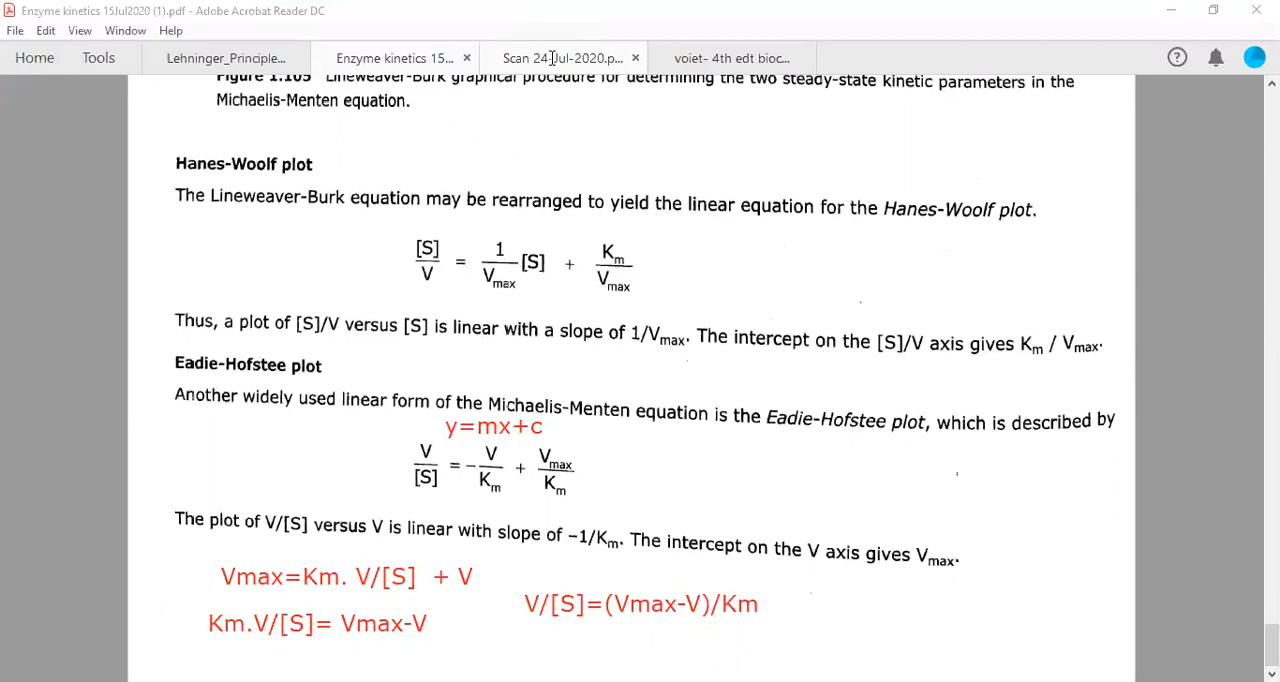 Enzyme kinetics 15Jul2020 (1).pdf - Adobe Acrobat Reader DC
File Edit View Window Help
Home Tools Lehninger_Principle... Enzyme kinetics 15... × Scan 24 Jul-2020.p... × voiet- 4th edt bioc...
Figure 1.105 Lineweaver-Burk graphical procedure for determining the two steady-state kinetic parameters in the
Michaelis-Menten equation.
Hanes-Woolf plot
The Lineweaver-Burk equation may be rearranged to yield the linear equation for the Hanes-Woolf plot.
[S]/V = 1/Vmax [S] + Km/Vmax
Thus, a plot of [S]/V versus [S] is linear with a slope of 1/Vmax. The intercept on the [S]/V axis gives Km / Vmax.
Eadie-Hofstee plot
Another widely used linear form of the Michaelis-Menten equation is the Eadie-Hofstee plot, which is described by
y=mx+c
V/[S] = - V/Km + Vmax/Km
The plot of V/[S] versus V is linear with slope of –1/Km. The intercept on the V axis gives Vmax.
Vmax=Km. V/[S] + V
V/[S]=(Vmax-V)/Km
Km.V/[S]= Vmax-V